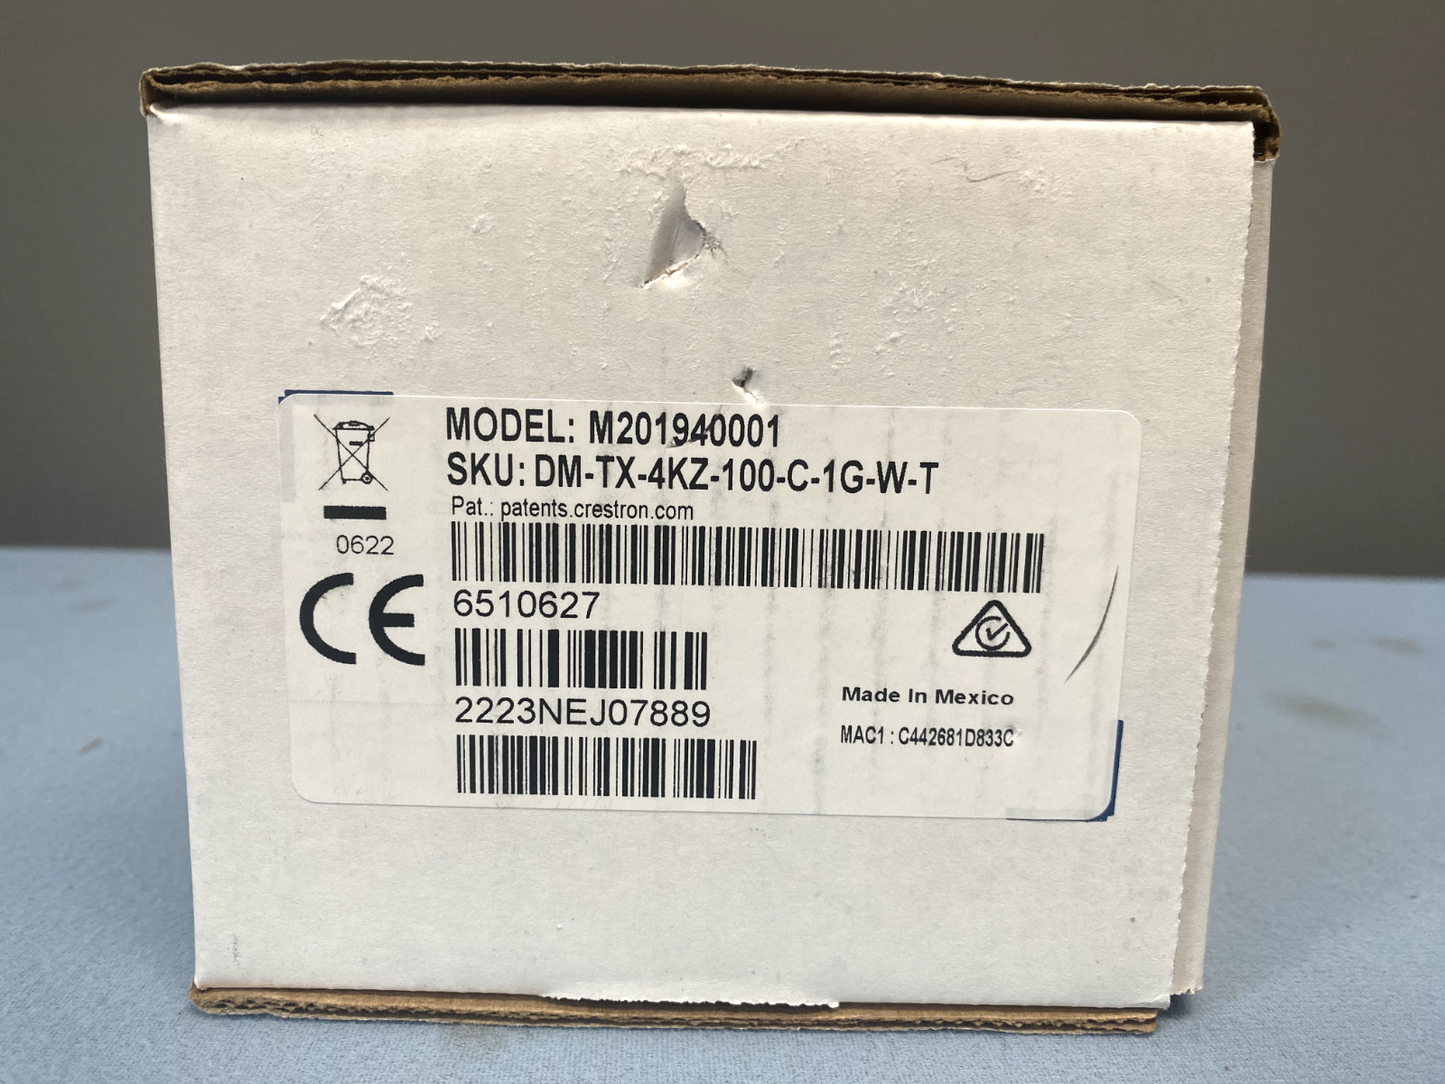 MODEL: M201940001
SKU: DM-TX-4KZ-100-C-1G-W-T
Pat.: patents.crestron.com
0622
CE
6510627
2223NEJ07889
Made In Mexico
MAC1 : C442681D833C